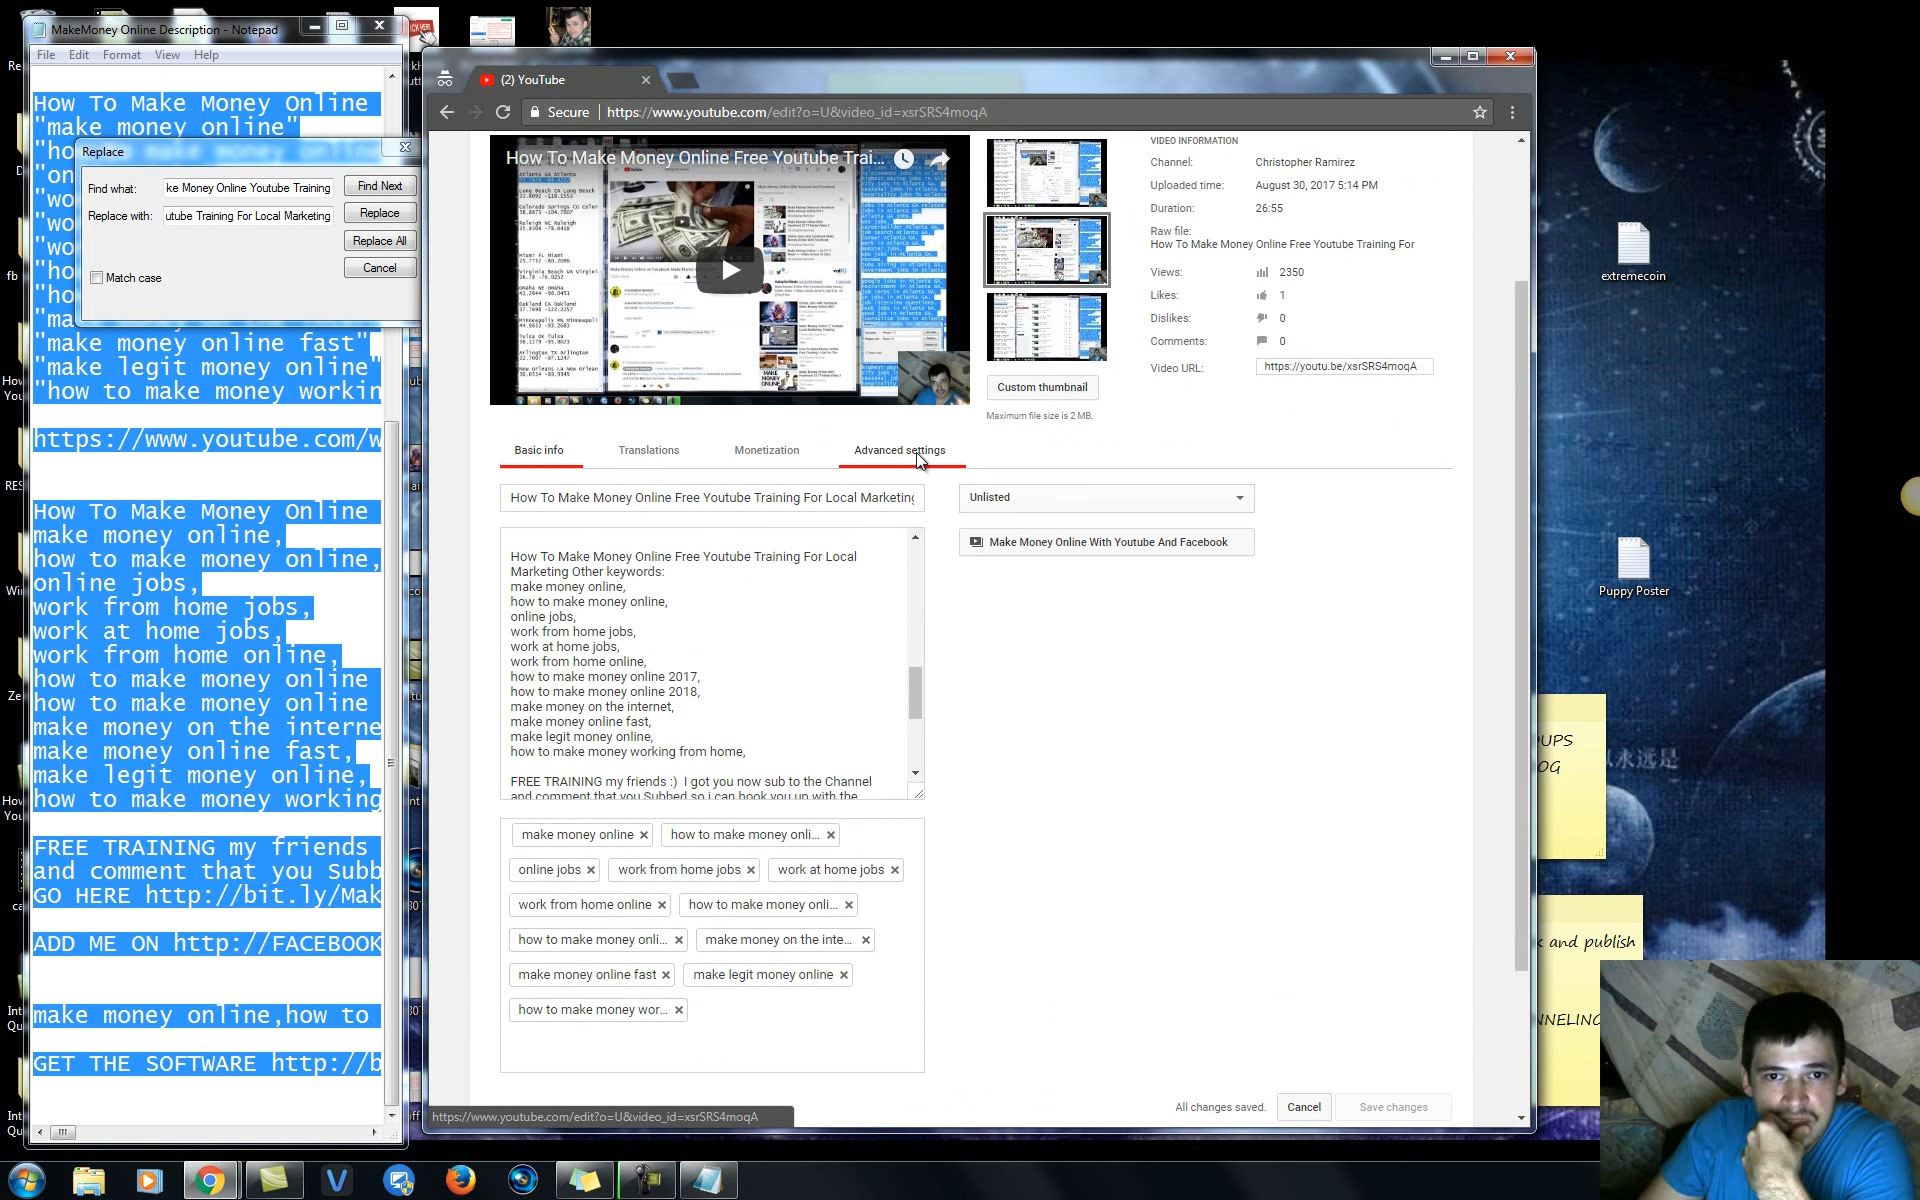 MakeMoney Online Description - Notepad
File Edit Format View Help
How To Make Money Online
"make money online"
Replace
Find what:
ke Money Online Youtube Training
Find Next
Replace with:
utube Training For Local Marketing
Replace
Replace All
Match case
Cancel
"make money online fast"
"make legit money online"
"how to make money workin
https://www.youtube.com/w
How To Make Money Online
make money online,
how to make money online,
online jobs,
work from home jobs,
work at home jobs,
work from home online,
how to make money online
how to make money online
make money on the interne
make money online fast,
make legit money online,
how to make money working
FREE TRAINING my friends
and comment that you Subb
GO HERE http://bit.ly/Mak
ADD ME ON http://FACEBOOK
make money online,how to
GET THE SOFTWARE http://b
(2) YouTube
Secure
https://www.youtube.com/edit?o=U&video_id=xsrSRS4moqA
How To Make Money Online Free Youtube Trai...
Custom thumbnail
Maximum file size is 2 MB.
VIDEO INFORMATION
Channel: Christopher Ramirez
Uploaded time: August 30, 2017 5:14 PM
Duration: 26:55
Raw file:
How To Make Money Online Free Youtube Training For
Views: 2350
Likes: 1
Dislikes: 0
Comments: 0
Video URL: https://youtu.be/xsrSRS4moqA
Basic info Translations Monetization Advanced settings
How To Make Money Online Free Youtube Training For Local Marketing
Unlisted
Make Money Online With Youtube And Facebook
How To Make Money Online Free Youtube Training For Local
Marketing Other keywords:
make money online,
how to make money online,
online jobs,
work from home jobs,
work at home jobs,
work from home online,
how to make money online 2017,
how to make money online 2018,
make money on the internet,
make money online fast,
make legit money online,
how to make money working from home,
FREE TRAINING my friends :) I got you now sub to the Channel
and comment that you Subbed so i can hook you up with the
make money online how to make money onli...
online jobs work from home jobs work at home jobs
work from home online how to make money onli...
how to make money onli... make money on the inte...
make money online fast make legit money online
how to make money wor...
All changes saved. Cancel Save changes
https://www.youtube.com/edit?o=U&video_id=xsrSRS4moqA
extremecoin
Puppy Poster
UPS
OG
k and publish
NNELING